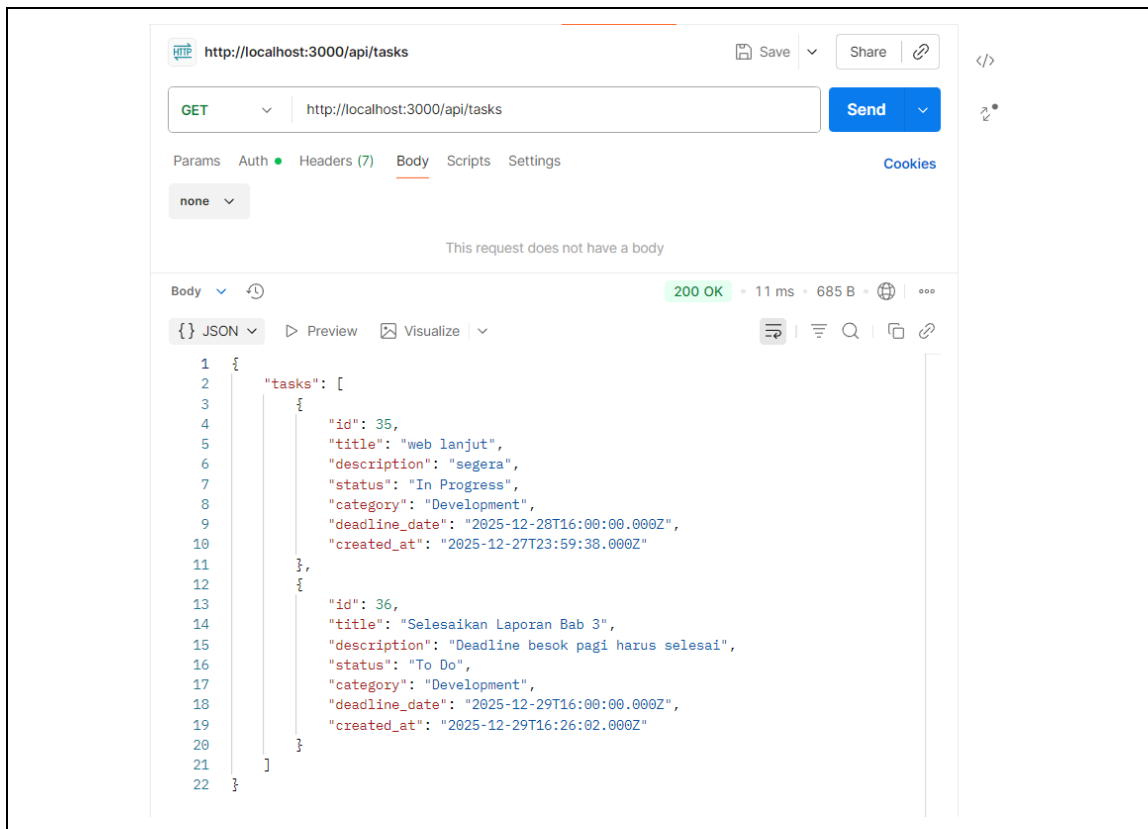 http://localhost:3000/api/tasks
Save
Share
GET
http://localhost:3000/api/tasks
Send
Params Auth Headers (7) Body Scripts Settings
Cookies
none
This request does not have a body
Body
200 OK 11 ms 685 B
{} JSON Preview Visualize
1 {
2 "tasks": [
3 {
4 "id": 35,
5 "title": "web lanjut",
6 "description": "segera",
7 "status": "In Progress",
8 "category": "Development",
9 "deadline_date": "2025-12-28T16:00:00.000Z",
10 "created_at": "2025-12-27T23:59:38.000Z"
11 },
12 {
13 "id": 36,
14 "title": "Selesaikan Laporan Bab 3",
15 "description": "Deadline besok pagi harus selesai",
16 "status": "To Do",
17 "category": "Development",
18 "deadline_date": "2025-12-29T16:00:00.000Z",
19 "created_at": "2025-12-29T16:26:02.000Z"
20 }
21 ]
22 }